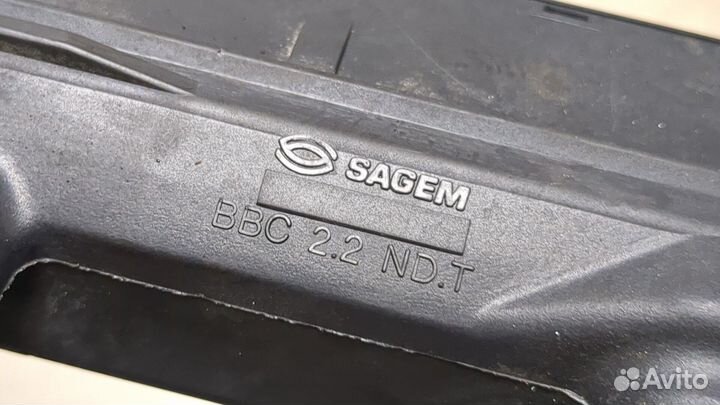 SAGEM
BBC 2.2 ND.T
Avito